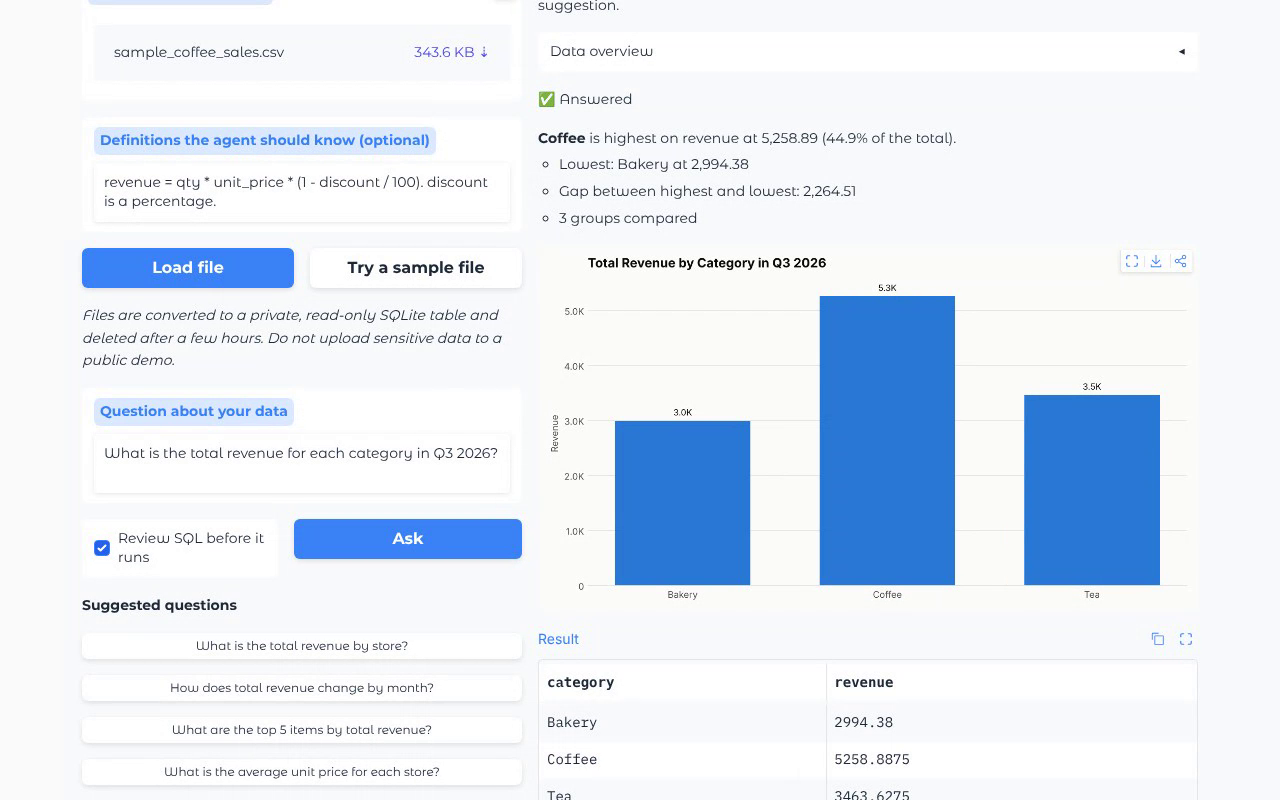 sample_coffee_sales.csv
343.6 KB ↓
Definitions the agent should know (optional)
revenue = qty * unit_price * (1 - discount / 100). discount
is a percentage.
Load file
Try a sample file
Files are converted to a private, read-only SQLite table and
deleted after a few hours. Do not upload sensitive data to a
public demo.
Question about your data
What is the total revenue for each category in Q3 2026?
Review SQL before it
runs
Ask
Suggested questions
What is the total revenue by store?
How does total revenue change by month?
What are the top 5 items by total revenue?
What is the average unit price for each store?
suggestion.
Data overview
✅ Answered
Coffee is highest on revenue at 5,258.89 (44.9% of the total).
Lowest: Bakery at 2,994.38
Gap between highest and lowest: 2,264.51
3 groups compared
Total Revenue by Category in Q3 2026
Revenue
5.0K
4.0K
3.0K
2.0K
1.0K
0
3.0K
5.3K
3.5K
Bakery
Coffee
Tea
Result
category revenue
Bakery 2994.38
Coffee 5258.8875
Tea 3463.6275